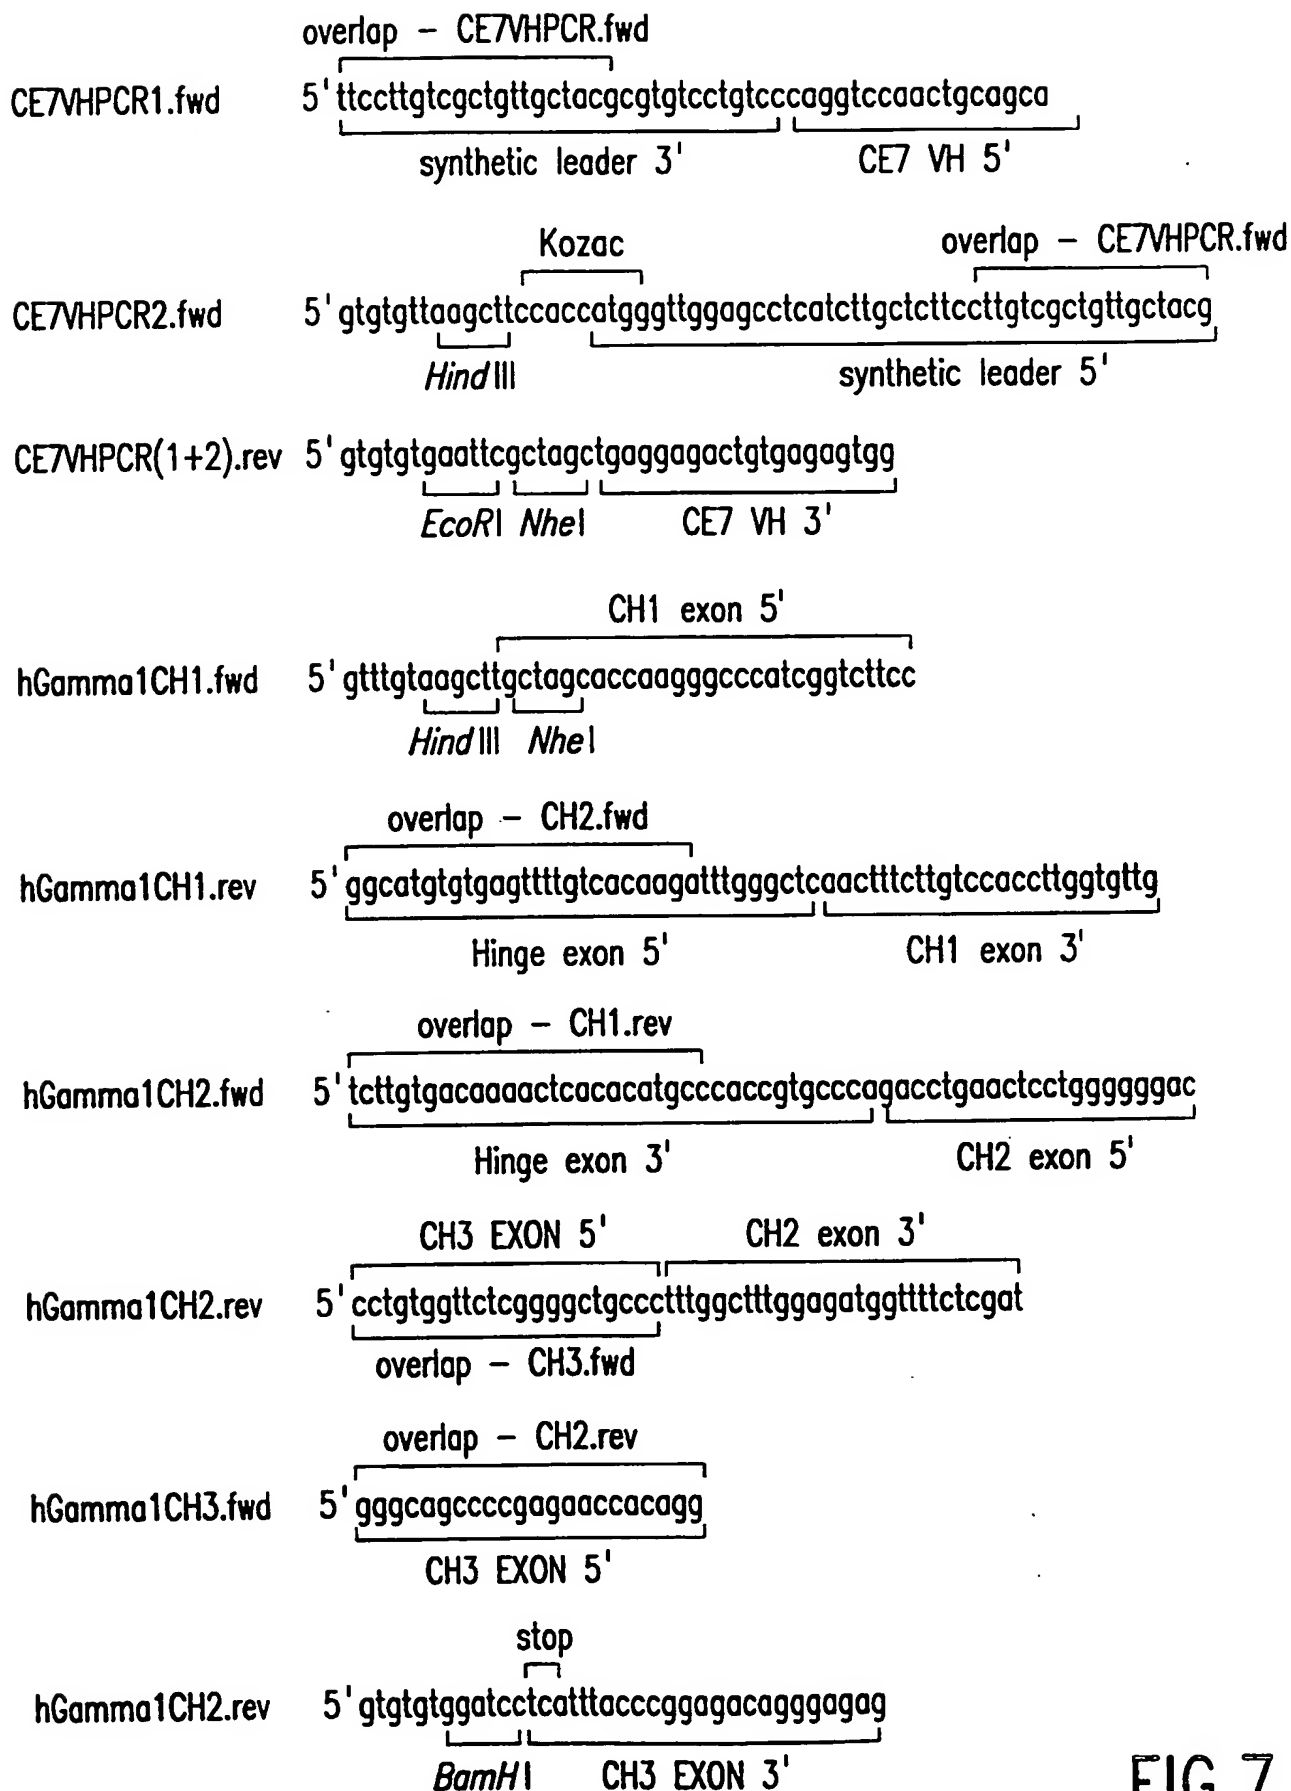 overlap – CE7VHPCR.fwd
CE7VHPCR1.fwd 5'ttccttgtcgctgttgctacgcgtgtcctgtcccaggtccaactgcagca
synthetic leader 3' CE7 VH 5'
Kozac overlap – CE7VHPCR.fwd
CE7VHPCR2.fwd 5'gtgtgttaagcttccaccatgggttggagcctcatcttgctcttccttgtcgctgttgctacg
HindIII synthetic leader 5'
CE7VHPCR(1+2).rev 5'gtgtgtgaattcgctagctgaggagactgtgagagtgg
EcoRI NheI CE7 VH 3'
CH1 exon 5'
hGamma1CH1.fwd 5'gtttgtaagcttgctagcaccaagggcccatcggtcttcc
HindIII NheI
overlap – CH2.fwd
hGamma1CH1.rev 5'ggcatgtgtgagttttgtcacaagatttgggctcaactttcttgtccaccttggtgttg
Hinge exon 5' CH1 exon 3'
overlap – CH1.rev
hGamma1CH2.fwd 5'tcttgtgacaaaactcacacatgcccaccgtgcccagacctgaactcctggggggac
Hinge exon 3' CH2 exon 5'
CH3 EXON 5' CH2 exon 3'
hGamma1CH2.rev 5'cctgtggttctcggggctgccctttggctttggagatggttttctcgat
overlap – CH3.fwd
overlap – CH2.rev
hGamma1CH3.fwd 5'gggcagccccgagaaccacagg
CH3 EXON 5'
stop
hGamma1CH2.rev 5'gtgtgtggatcctcatttacccggagacagggagag
BamHI CH3 EXON 3'
FIG.7